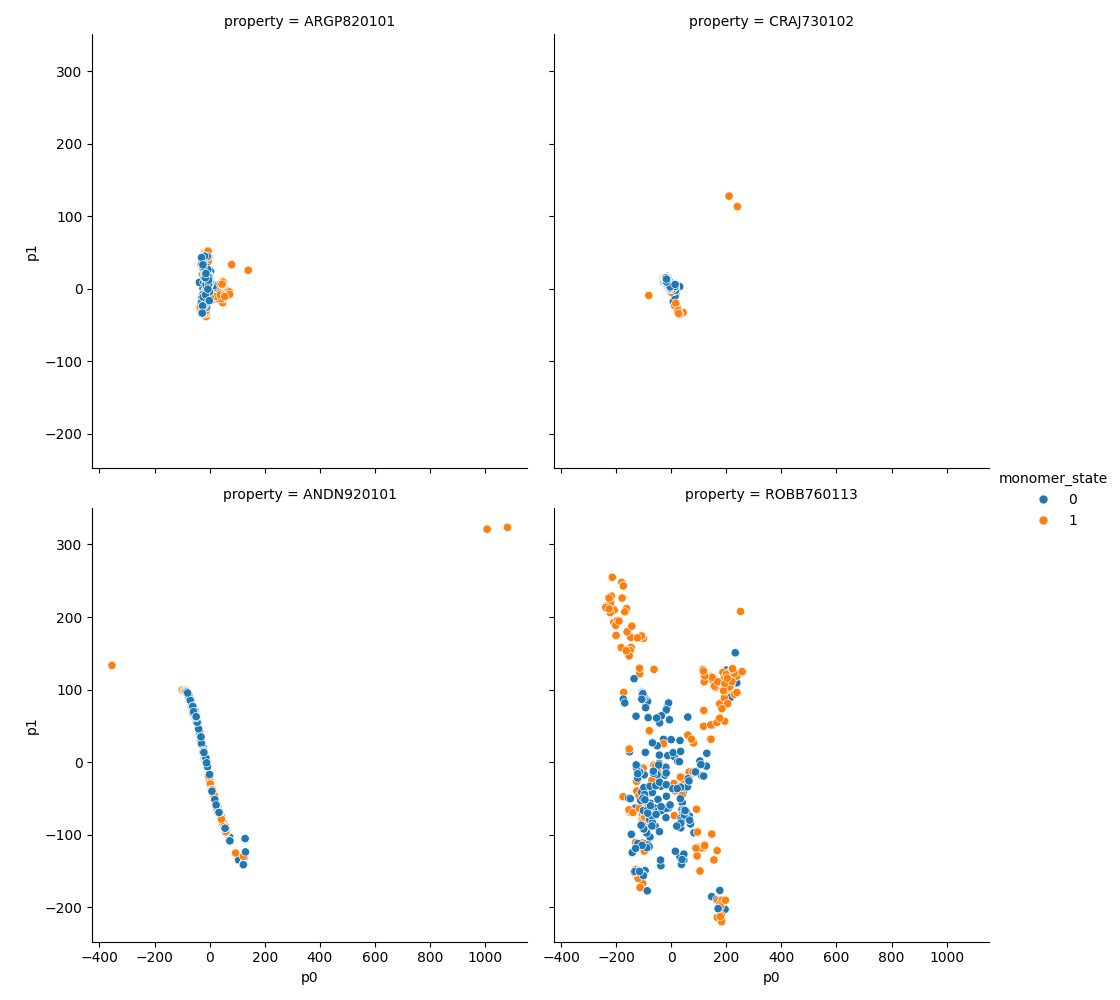 property = ARGP820101
property = CRAJ730102
300
200
100
0
−100
−200
p1
property = ANDN920101
property = ROBB760113
monomer_state
0
1
300
200
100
0
−100
−200
p1
−400 −200 0 200 400 600 800 1000
−400 −200 0 200 400 600 800 1000
p0
p0